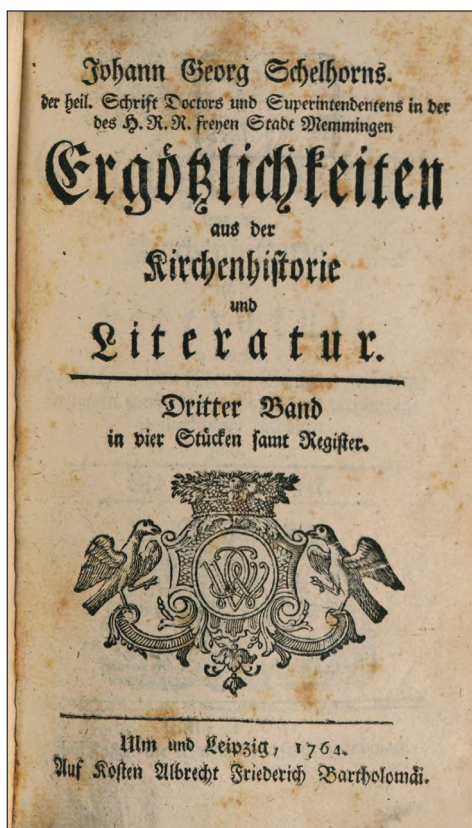 Johann Georg Schelhorns.
der heil. Schrift Doctors und Superintendentens in der
des H. R. R. freyen Stadt Memmingen
Ergötzlichkeiten
aus der
Kirchenhistorie
und
Literatur.
Dritter Band
in vier Stücken samt Register.
Ulm und Leipzig, 1764.
Auf Kosten Albrecht Friederich Bartholomäi.